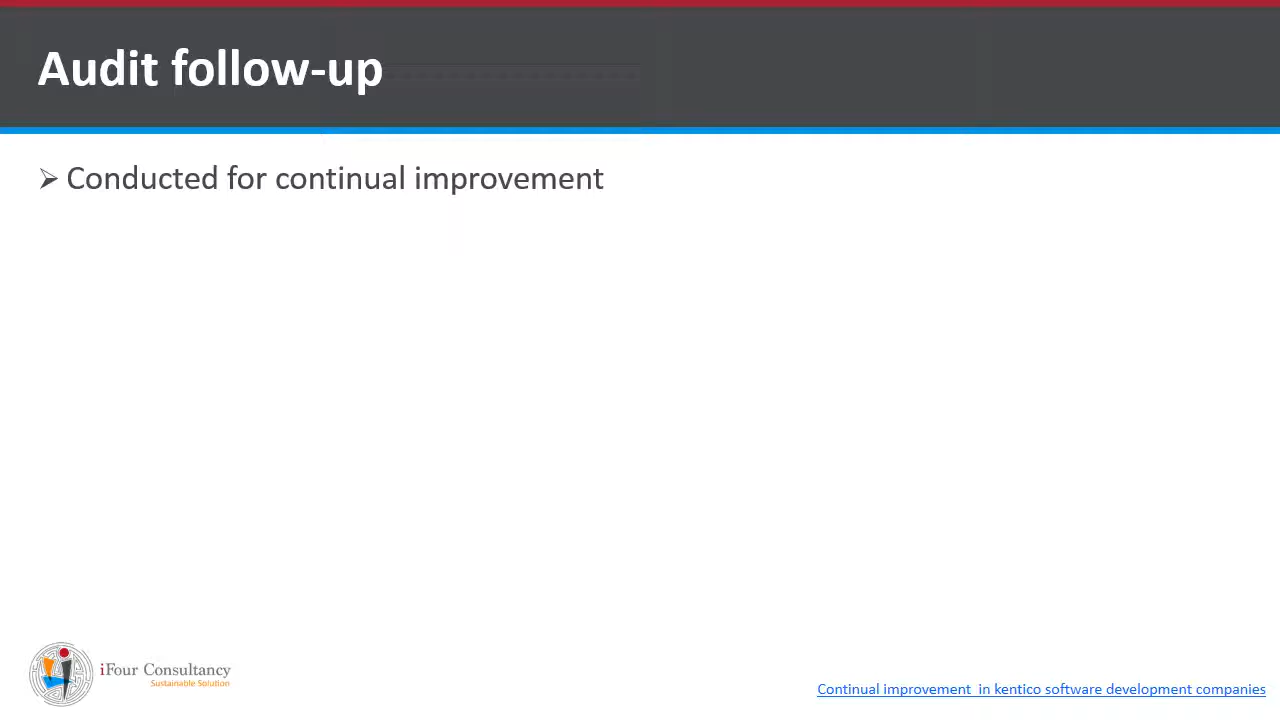 Audit follow-up
➢ Conducted for continual improvement
iFour Consultancy
Sustainable Solution
Continual improvement  in kentico software development companies